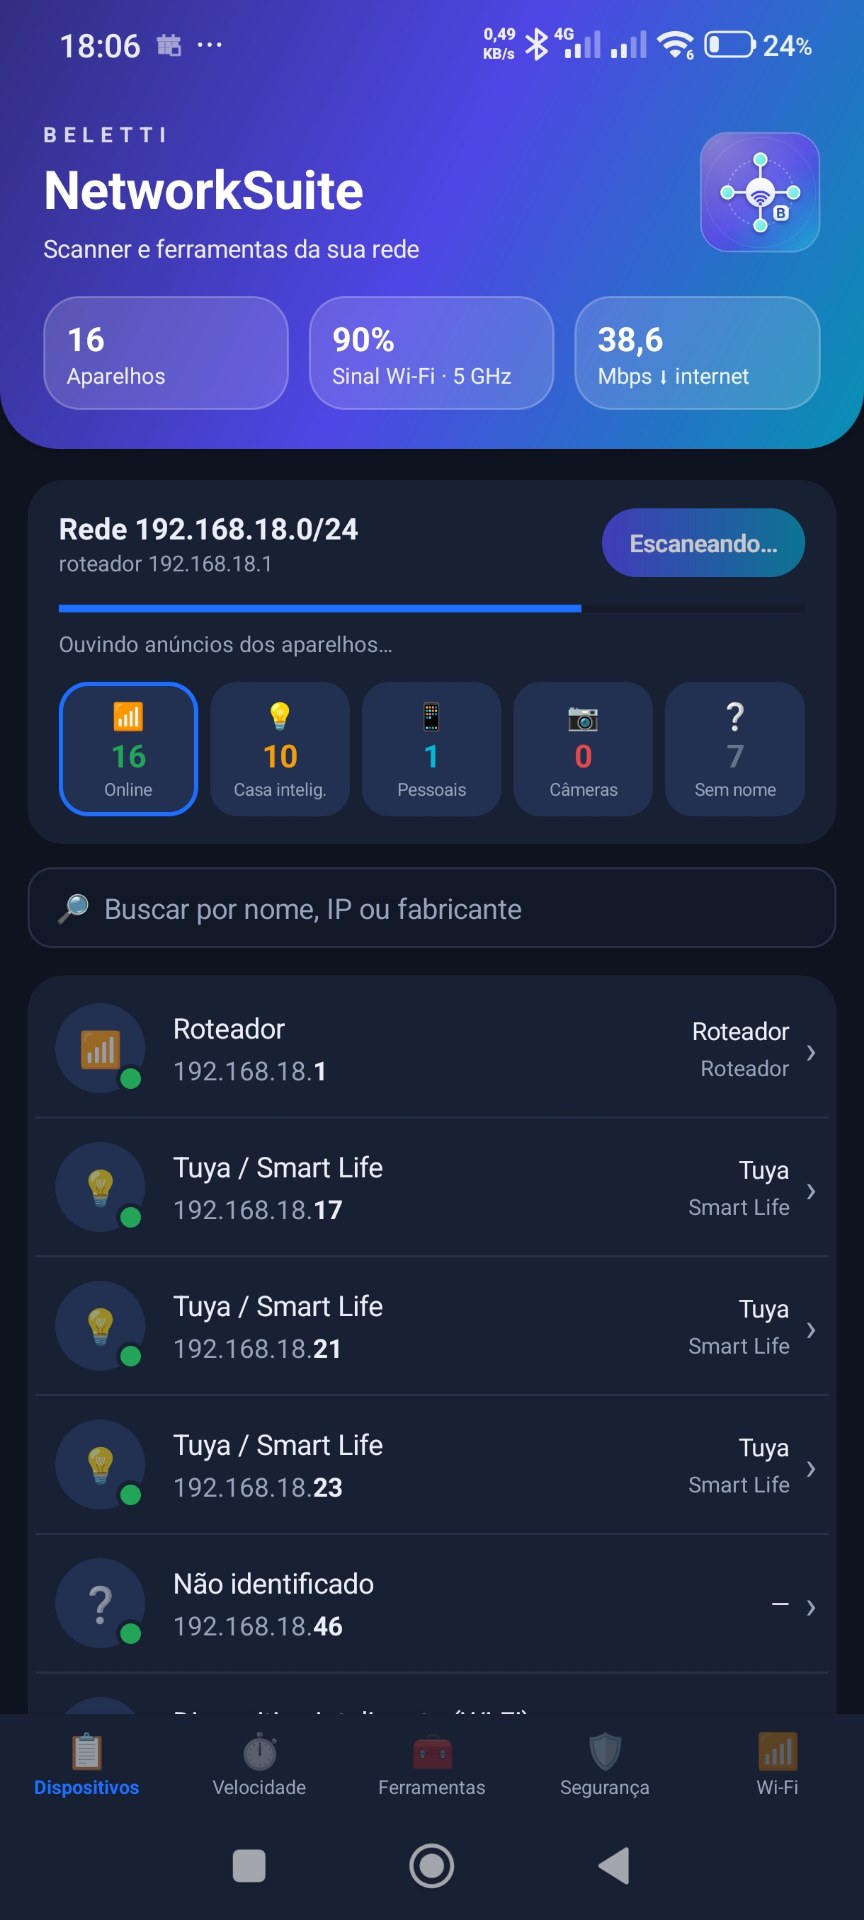 18:06 ... 0,49 KB/s 4G 6 24%
BELETTI
NetworkSuite
Scanner e ferramentas da sua rede
B
16
Aparelhos
90%
Sinal Wi-Fi · 5 GHz
38,6
Mbps ↓ internet
Rede 192.168.18.0/24
roteador 192.168.18.1
Escaneando...
Ouvindo anúncios dos aparelhos...
16
Online
10
Casa intelig.
1
Pessoais
0
Câmeras
?
7
Sem nome
Buscar por nome, IP ou fabricante
Roteador
192.168.18.1
Roteador
Roteador
Tuya / Smart Life
192.168.18.17
Tuya
Smart Life
Tuya / Smart Life
192.168.18.21
Tuya
Smart Life
Tuya / Smart Life
192.168.18.23
Tuya
Smart Life
?
Não identificado
192.168.18.46
–
Dispositivos
Velocidade
Ferramentas
Segurança
Wi-Fi